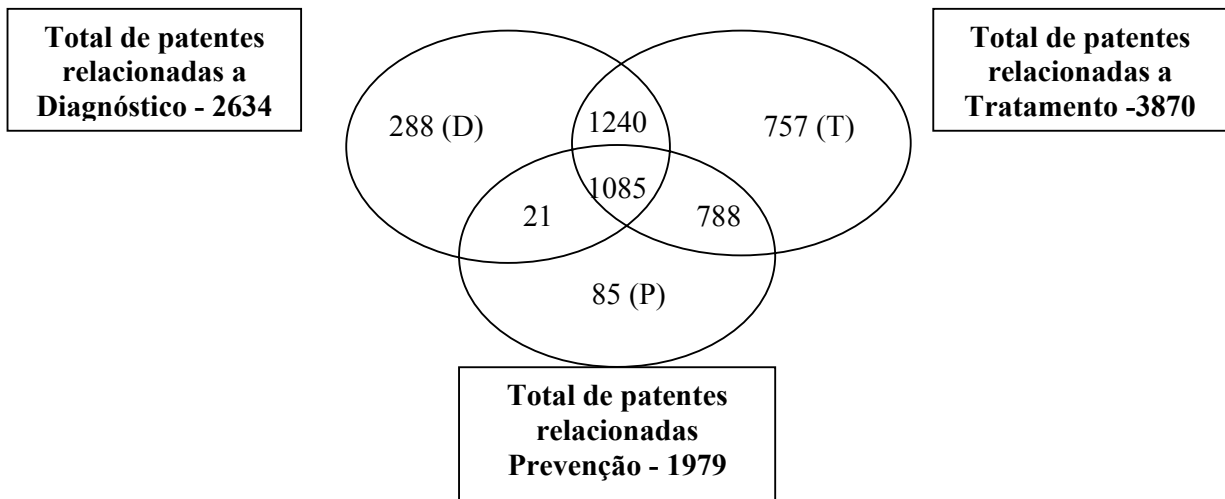 Total de patentes
relacionadas a
Diagnóstico - 2634
Total de patentes
relacionadas a
Tratamento -3870
288 (D)
1240
757 (T)
1085
21
788
85 (P)
Total de patentes
relacionadas
Prevenção - 1979